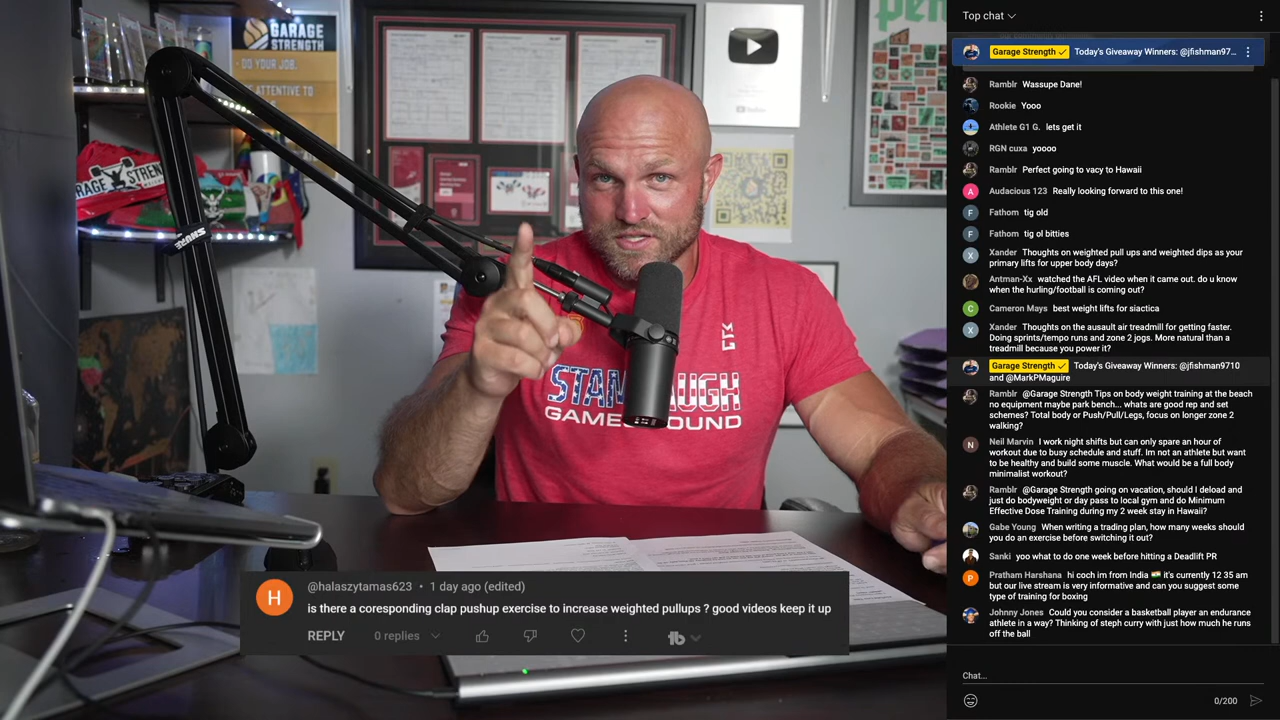 GARAGE
STRENGTH
- DO YOUR JOB.
ATTENTIVE TO
SHURE
GAME
OUND
@halaszytamas623 • 1 day ago (edited)
is there a coresponding clap pushup exercise to increase weighted pullups ? good videos keep it up
REPLY 0 replies
Top chat
Garage Strength Today's Giveaway Winners: @jfishman97...
Ramblr Wassupe Dane!
Rookie Yooo
Athlete G1 G. lets get it
RGN cuxa yoooo
Ramblr Perfect going to vacy to Hawaii
Audacious 123 Really looking forward to this one!
Fathom tig old
Fathom tig ol bitties
Xander Thoughts on weighted pull ups and weighted dips as your
primary lifts for upper body days?
Antman-Xx watched the AFL video when it came out. do u know
when the hurling/football is coming out?
Cameron Mays best weight lifts for siactica
Xander Thoughts on the ausault air treadmill for getting faster.
Doing sprints/tempo runs and zone 2 jogs. More natural than a
treadmill because you power it?
Garage Strength Today's Giveaway Winners: @jfishman9710
and @MarkPMaguire
Ramblr @Garage Strength Tips on body weight training at the beach
no equipment maybe park bench... whats are good rep and set
schemes? Total body or Push/Pull/Legs, focus on longer zone 2
walking?
Neil Marvin I work night shifts but can only spare an hour of
workout due to busy schedule and stuff. Im not an athlete but want
to be healthy and build some muscle. What would be a full body
minimalist workout?
Ramblr @Garage Strength going on vacation, should I deload and
just do bodyweight or day pass to local gym and do Minimum
Effective Dose Training during my 2 week stay in Hawaii?
Gabe Young When writing a trading plan, how many weeks should
you do an exercise before switching it out?
Sanki yoo what to do one week before hitting a Deadlift PR
Pratham Harshana hi coch im from India 🇮🇳 it's currently 12 35 am
but our live stream is very informative and can you suggest some
type of training for boxing
Johnny Jones Could you consider a basketball player an endurance
athlete in a way? Thinking of steph curry with just how much he runs
off the ball
Chat...
0/200